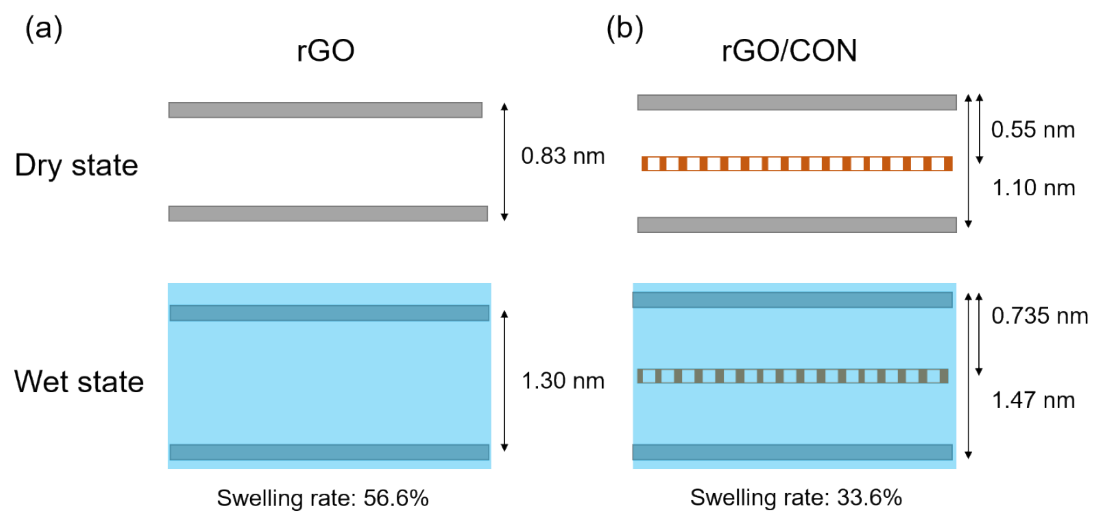 (a)
rGO
(b)
rGO/CON
Dry state
0.83 nm
0.55 nm
1.10 nm
Wet state
1.30 nm
0.735 nm
1.47 nm
Swelling rate: 56.6%
Swelling rate: 33.6%